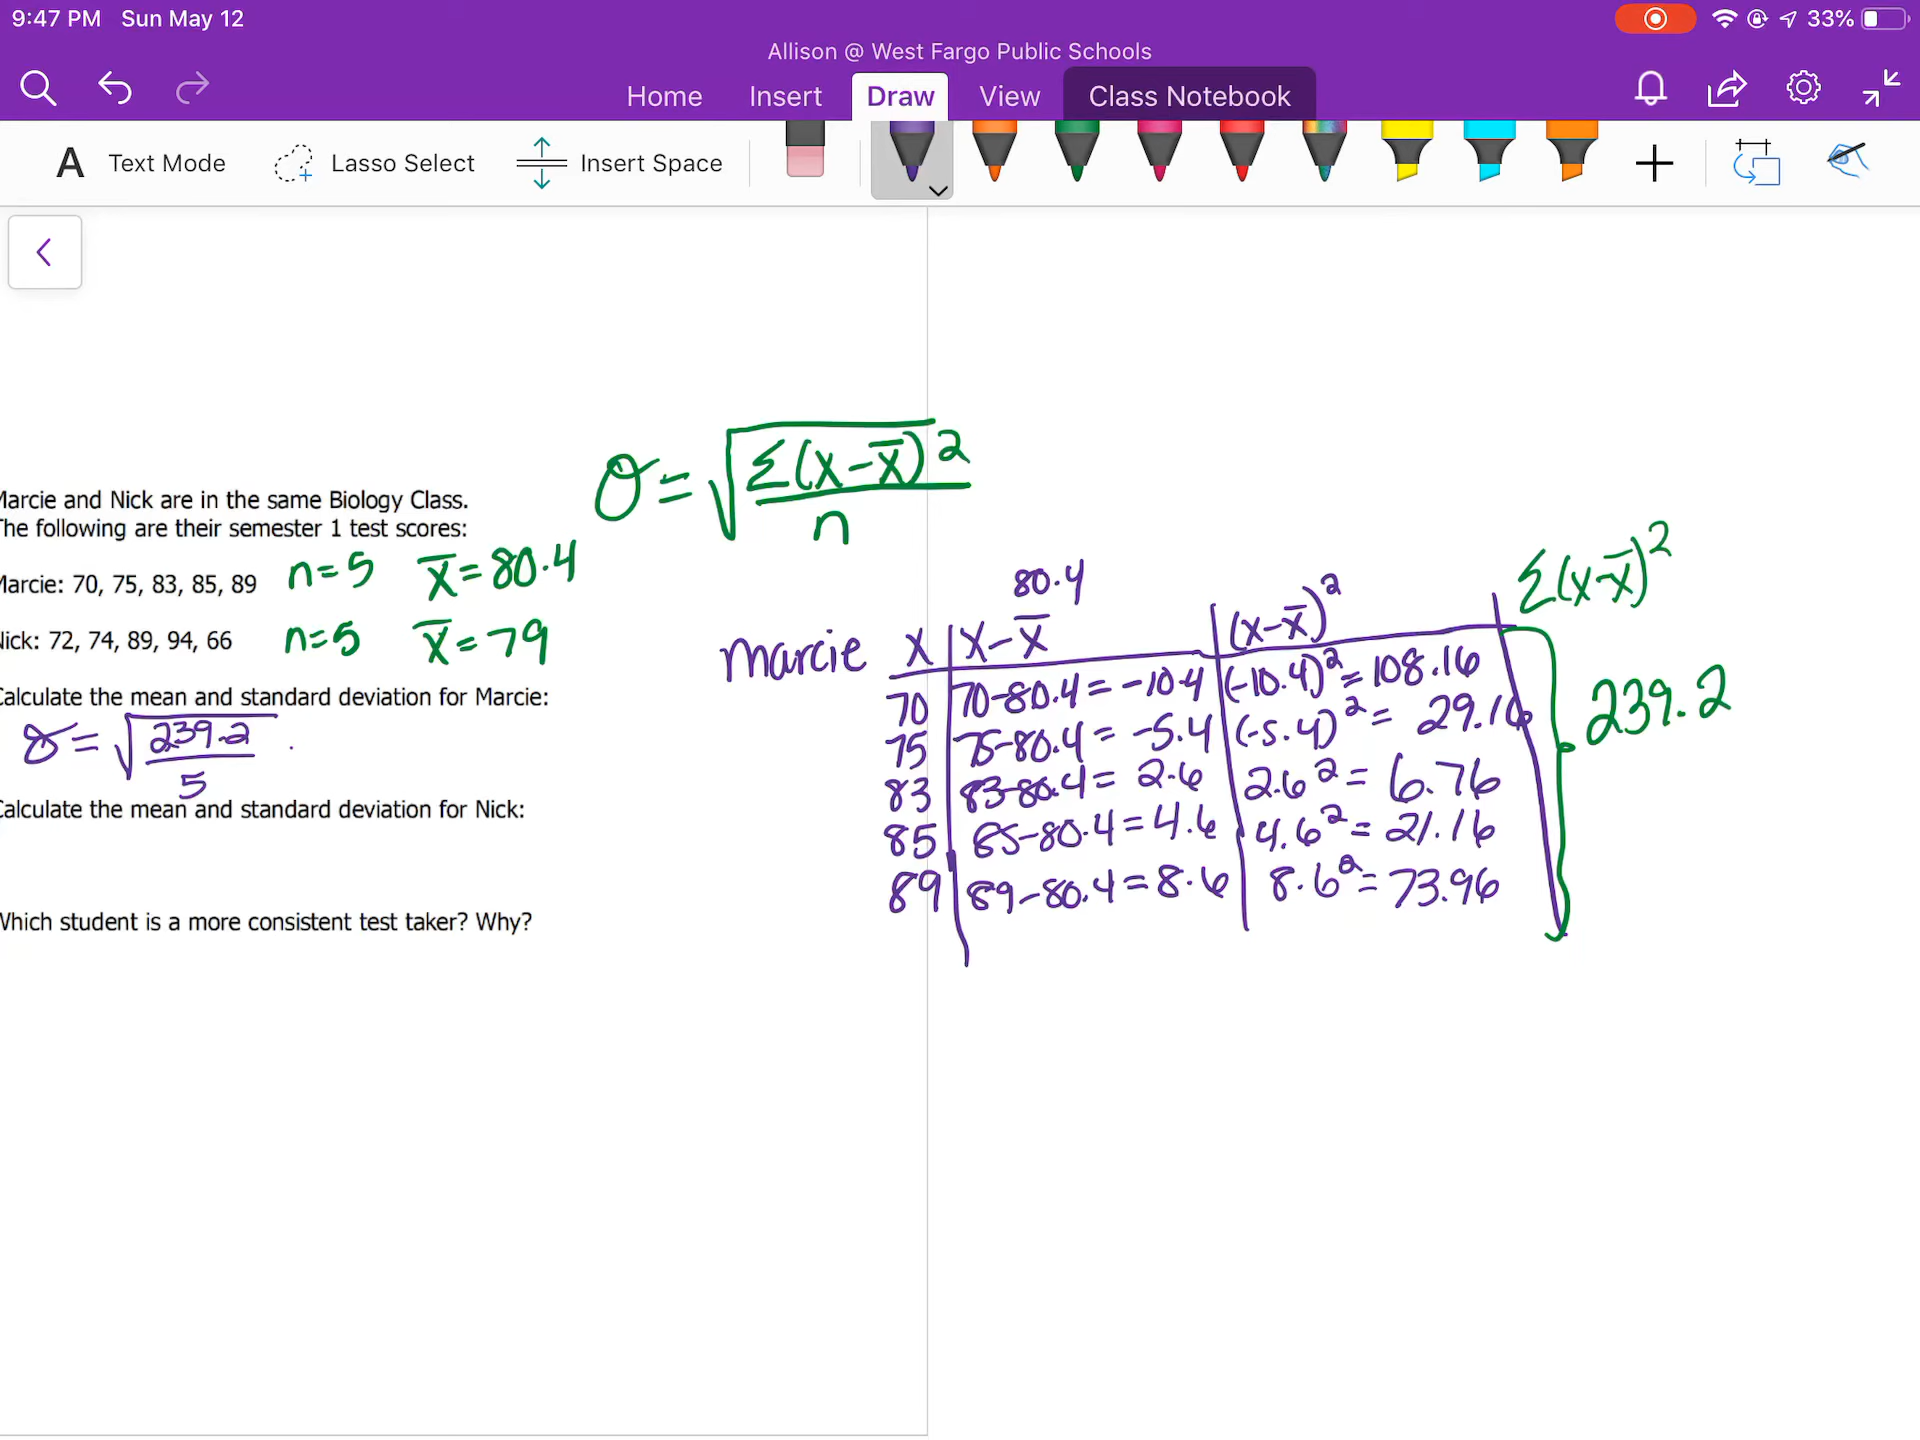 9:47 PM Sun May 12
33%
Allison @ West Fargo Public Schools
Home Insert Draw View Class Notebook
A Text Mode Lasso Select Insert Space
σ = √Σ(x-x̄)²/n
Marcie and Nick are in the same Biology Class.
The following are their semester 1 test scores:
Marcie: 70, 75, 83, 85, 89 n=5 x̄=80.4
Nick: 72, 74, 89, 94, 66 n=5 x̄=79
Calculate the mean and standard deviation for Marcie:
σ = √239.2/5
Calculate the mean and standard deviation for Nick:
Which student is a more consistent test taker? Why?
80.4
marcie x x-x̄ (x-x̄)² Σ(x-x̄)²
70 70-80.4=-10.4 (-10.4)²=108.16
75 75-80.4=-5.4 (-5.4)²=29.16
83 83-80.4=2.6 2.6²=6.76
85 85-80.4=4.6 4.6²=21.16
89 89-80.4=8.6 8.6²=73.96
239.2